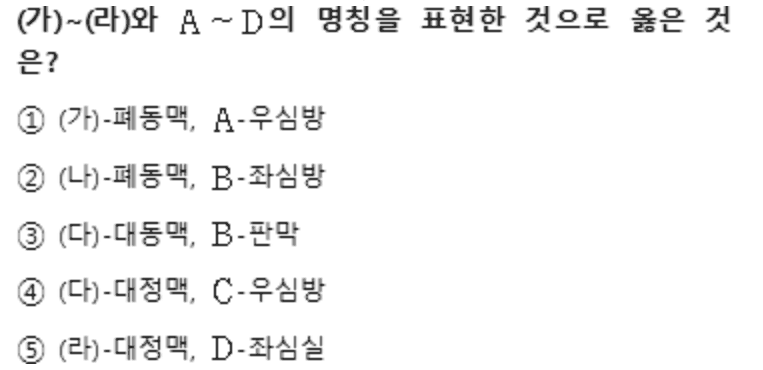 (가)~(라)와 A ~ D의 명칭을 표현한 것으로 옳은 것
은?
① (가)-폐동맥, A-우심방
② (나)-폐동맥, B-좌심방
③ (다)-대동맥, B-판막
④ (다)-대정맥, C-우심방
⑤ (라)-대정맥, D-좌심실